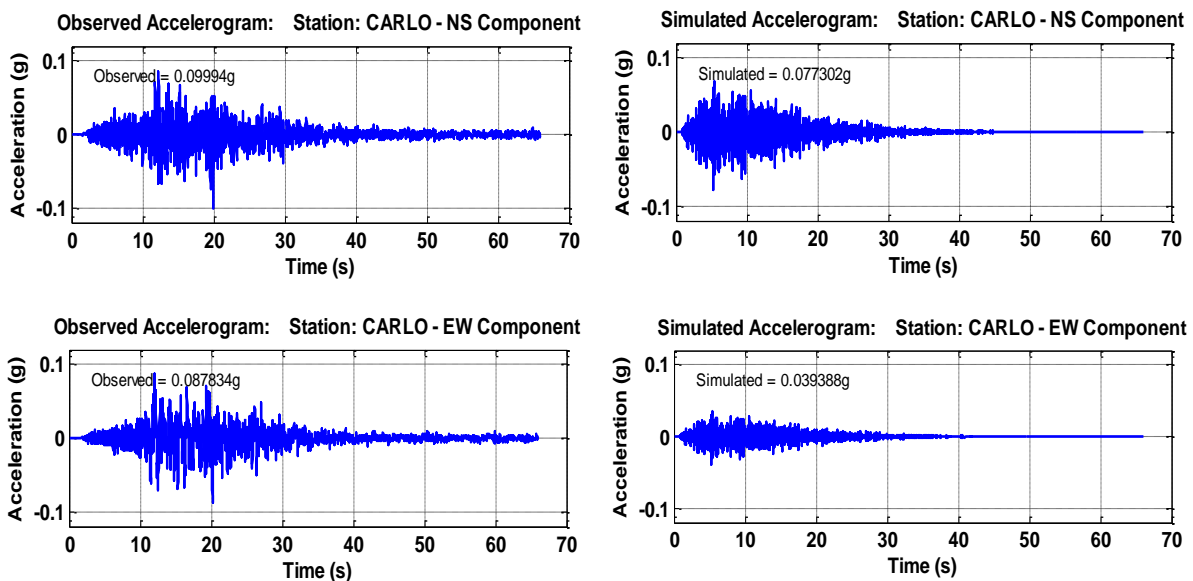 Observed Accelerogram: Station: CARLO - NS Component
Acceleration (g)
0.1
0
-0.1
Observed = 0.09994g
0 10 20 30 40 50 60 70
Time (s)
Simulated Accelerogram: Station: CARLO - NS Component
Acceleration (g)
0.1
0
-0.1
Simulated = 0.077302g
0 10 20 30 40 50 60 70
Time (s)
Observed Accelerogram: Station: CARLO - EW Component
Acceleration (g)
0.1
0
-0.1
Observed = 0.087834g
0 10 20 30 40 50 60 70
Time (s)
Simulated Accelerogram: Station: CARLO - EW Component
Acceleration (g)
0.1
0
-0.1
Simulated = 0.039388g
0 10 20 30 40 50 60 70
Time (s)